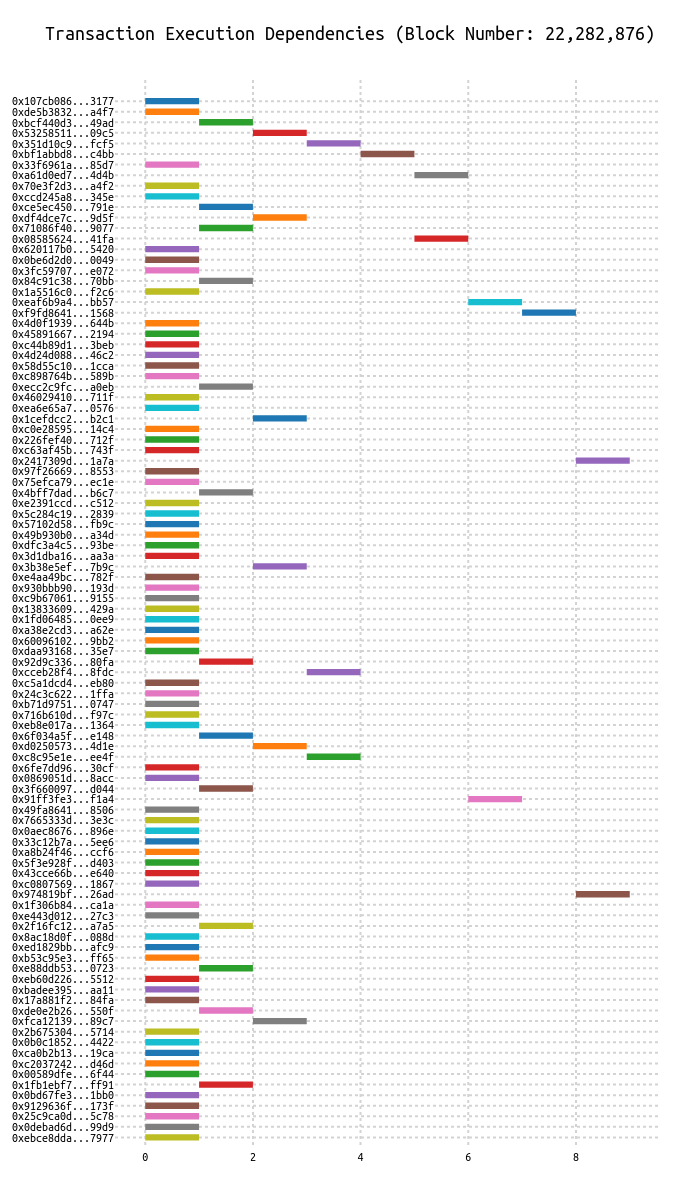 Transaction Execution Dependencies (Block Number: 22,282,876)
0x107cb086...3177
0xde5b3832...a4f7
0xbcf440d3...49ad
0x53258511...09c5
0x351d10c9...fcf5
0xbf1abbd8...c4bb
0x33f6961a...85d7
0xa61d0ed7...4d4b
0x70e3f2d3...a4f2
0xccd245a8...345e
0xce5ec450...791e
0xdf4dce7c...9d5f
0x71086f40...9077
0x08585624...41fa
0x620117b0...5420
0x0be6d2d0...0049
0x3fc59707...e072
0x84c91c38...70bb
0x1a5516c0...f2c6
0xeaf6b9a4...bb57
0xf9fd8641...1568
0x4d0f1939...644b
0x45891667...2194
0xc44b89d1...3beb
0x4d24d088...46c2
0x58d55c10...1cca
0xc898764b...589b
0xecc2c9fc...a0eb
0x46029410...711f
0xea6e65a7...0576
0x1cefdcc2...b2c1
0xc0e28595...14c4
0x226fef40...712f
0xc63af45b...743f
0x2417309d...1a7a
0x97f26669...8553
0x75efca79...ec1e
0x4bff7dad...b6c7
0xe2391ccd...c512
0x5c284c19...2839
0x57102d58...fb9c
0x49b930b0...a34d
0xdfc3a4c5...93be
0x3d1dba16...aa3a
0x3b38e5ef...7b9c
0xe4aa49bc...782f
0x930bbb90...193d
0xc9b67061...9155
0x13833609...429a
0x1fd06485...0ee9
0xa38e2cd3...a62e
0x60096102...9bb2
0xdaa93168...35e7
0x92d9c336...80fa
0xcceb28f4...8fdc
0xc5a1dcd4...eb80
0x24c3c622...1ffa
0xb71d9751...0747
0x716b610d...f97c
0xeb8e017a...1364
0x6f034a5f...e148
0xd0250573...4d1e
0xc8c95e1e...ee4f
0x6fe7dd96...30cf
0x0869051d...8acc
0x3f660097...d044
0x91ff3fe3...f1a4
0x49fa8641...8506
0x7665333d...3e3c
0x0aec8676...896e
0x33c12b7a...5ee6
0xa8b24f46...ccf6
0x5f3e928f...d403
0x43cce66b...e640
0xc0807569...1867
0x974819bf...26ad
0x1f306b84...ca1a
0xe443d012...27c3
0x2f16fc12...a7a5
0x8ac18d0f...088d
0xed1829bb...afc9
0xb53c95e3...ff65
0xe88ddb53...0723
0xeb60d226...5512
0xbadee395...aa11
0x17a881f2...84fa
0xde0e2b26...550f
0xfca12139...89c7
0x2b675304...5714
0x0b0c1852...4422
0xca0b2b13...19ca
0xc2037242...d46d
0x00589dfe...6f44
0x1fb1ebf7...ff91
0x0bd67fe3...1bb0
0x9129636f...173f
0x25c9ca0d...5c78
0x0debad6d...99d9
0xebce8dda...7977
0 2 4 6 8